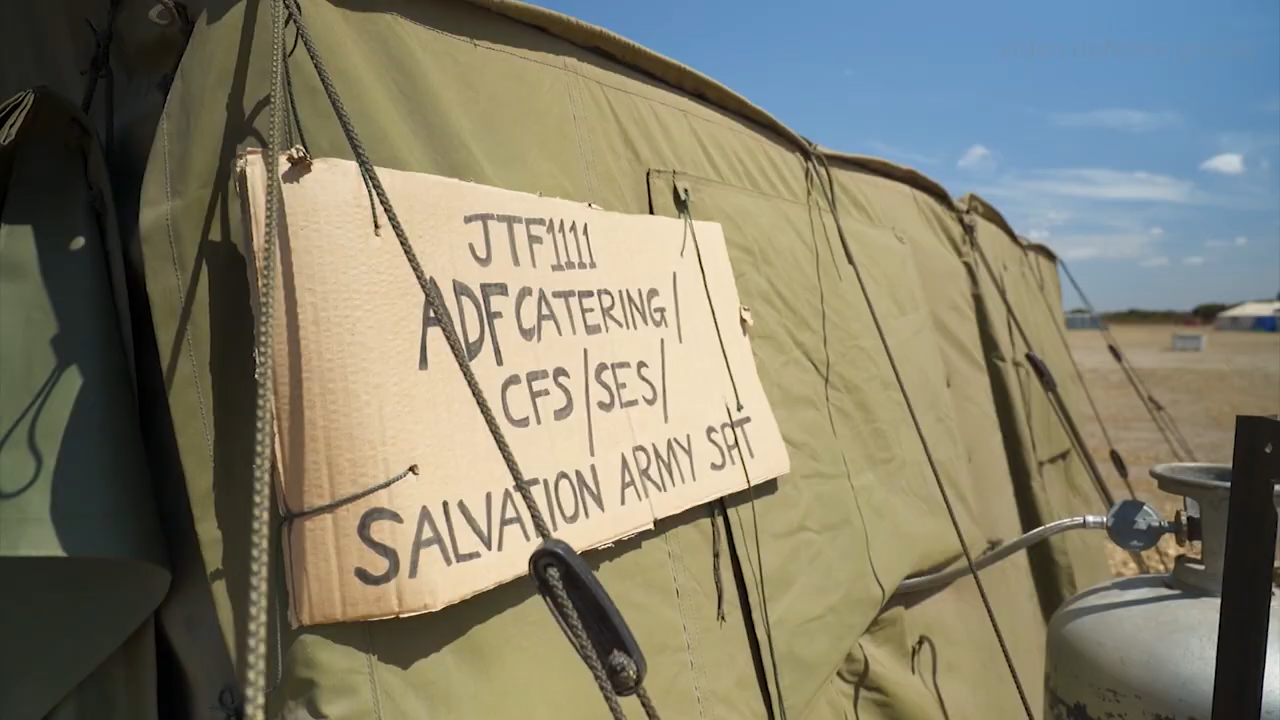 JTF1111
ADF CATERING/
CFS/SES/
SALVATION ARMY SPT